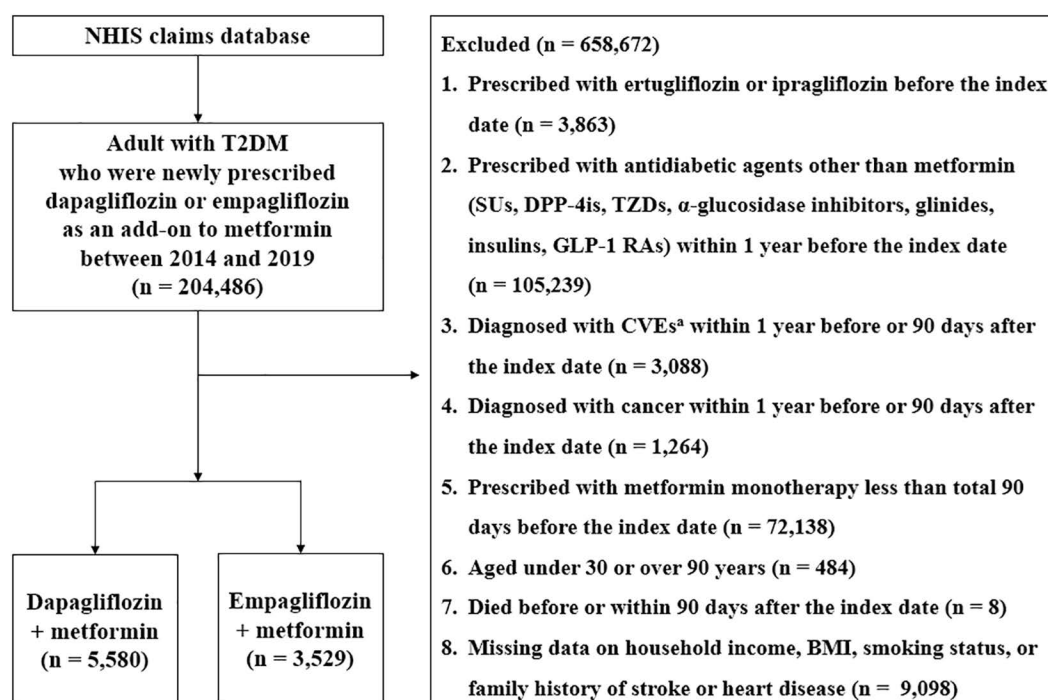 NHIS claims database
Adult with T2DM
who were newly prescribed
dapagliflozin or empagliflozin
as an add-on to metformin
between 2014 and 2019
(n = 204,486)
Excluded (n = 658,672)
1. Prescribed with ertugliflozin or ipragliflozin before the index
date (n = 3,863)
2. Prescribed with antidiabetic agents other than metformin
(SUs, DPP-4is, TZDs, α-glucosidase inhibitors, glinides,
insulins, GLP-1 RAs) within 1 year before the index date
(n = 105,239)
3. Diagnosed with CVEsᵃ within 1 year before or 90 days after
the index date (n = 3,088)
4. Diagnosed with cancer within 1 year before or 90 days after
the index date (n = 1,264)
5. Prescribed with metformin monotherapy less than total 90
days before the index date (n = 72,138)
6. Aged under 30 or over 90 years (n = 484)
7. Died before or within 90 days after the index date (n = 8)
8. Missing data on household income, BMI, smoking status, or
family history of stroke or heart disease (n = 9,098)
Dapagliflozin
+ metformin
(n = 5,580)
Empagliflozin
+ metformin
(n = 3,529)